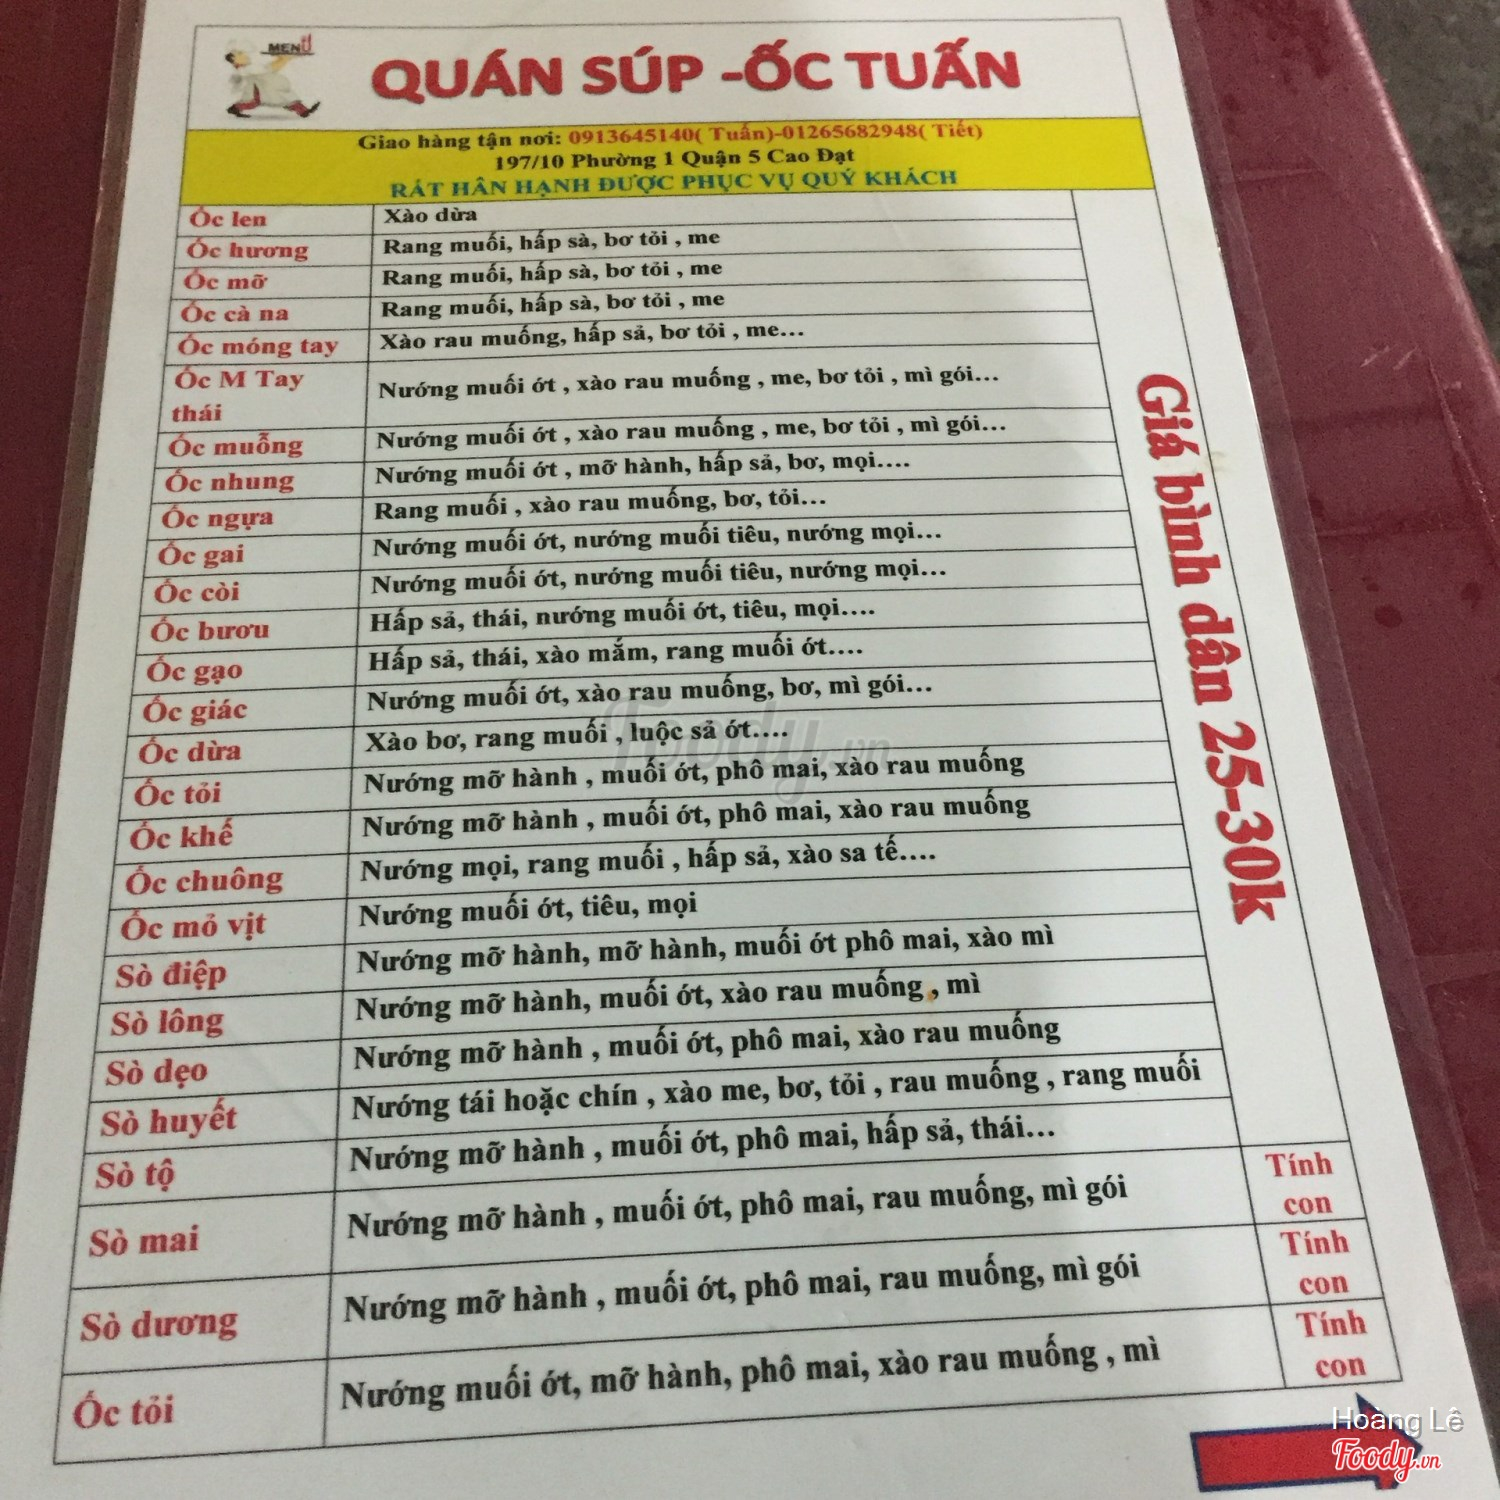 MENU
QUÁN SÚP -ỐC TUẤN
Giao hàng tận nơi: 0913645140( Tuấn)-01265682948( Tiết)
197/10 Phường 1 Quận 5 Cao Đạt
RẤT HÂN HẠNH ĐƯỢC PHỤC VỤ QUÝ KHÁCH
Ốc len Xào dừa
Ốc hương Rang muối, hấp sà, bơ tỏi , me
Ốc mỡ Rang muối, hấp sà, bơ tỏi , me
Ốc cà na Rang muối, hấp sà, bơ tỏi , me
Ốc móng tay Xào rau muống, hấp sả, bơ tỏi , me...
Ốc M Tay thái Nướng muối ớt , xào rau muống , me, bơ tỏi , mì gói...
Ốc muỗng Nướng muối ớt , xào rau muống , me, bơ tỏi , mì gói...
Ốc nhung Nướng muối ớt , mỡ hành, hấp sả, bơ, mọi....
Ốc ngựa Rang muối , xào rau muống, bơ, tỏi...
Ốc gai Nướng muối ớt, nướng muối tiêu, nướng mọi...
Ốc còi Nướng muối ớt, nướng muối tiêu, nướng mọi...
Ốc bươu Hấp sả, thái, nướng muối ớt, tiêu, mọi....
Ốc gạo Hấp sả, thái, xào mắm, rang muối ớt....
Ốc giác Nướng muối ớt, xào rau muống, bơ, mì gói...
Ốc dừa Xào bơ, rang muối , luộc sả ớt....
Ốc tỏi Nướng mỡ hành , muối ớt, phô mai, xào rau muống
Ốc khế Nướng mỡ hành , muối ớt, phô mai, xào rau muống
Ốc chuông Nướng mọi, rang muối , hấp sả, xào sa tế....
Ốc mỏ vịt Nướng muối ớt, tiêu, mọi
Sò điệp Nướng mỡ hành, mỡ hành, muối ớt phô mai, xào mì
Sò lông Nướng mỡ hành, muối ớt, xào rau muống , mì
Sò dẹo Nướng mỡ hành , muối ớt, phô mai, xào rau muống
Sò huyết Nướng tái hoặc chín , xào me, bơ, tỏi , rau muống , rang muối
Sò tộ Nướng mỡ hành , muối ớt, phô mai, hấp sả, thái...
Giá bình dân 25-30k
Sò mai Nướng mỡ hành , muối ớt, phô mai, rau muống, mì gói Tính con
Sò dương Nướng mỡ hành , muối ớt, phô mai, rau muống, mì gói Tính con
Ốc tỏi Nướng muối ớt, mỡ hành, phô mai, xào rau muống , mì Tính con
Foody.vn
Hoàng Lê
Foody.vn